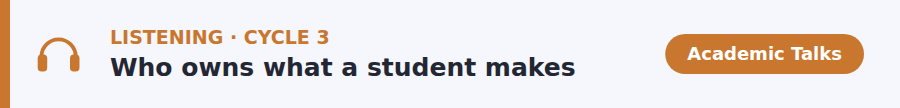 LISTENING · CYCLE 3
Who owns what a student makes
Academic Talks